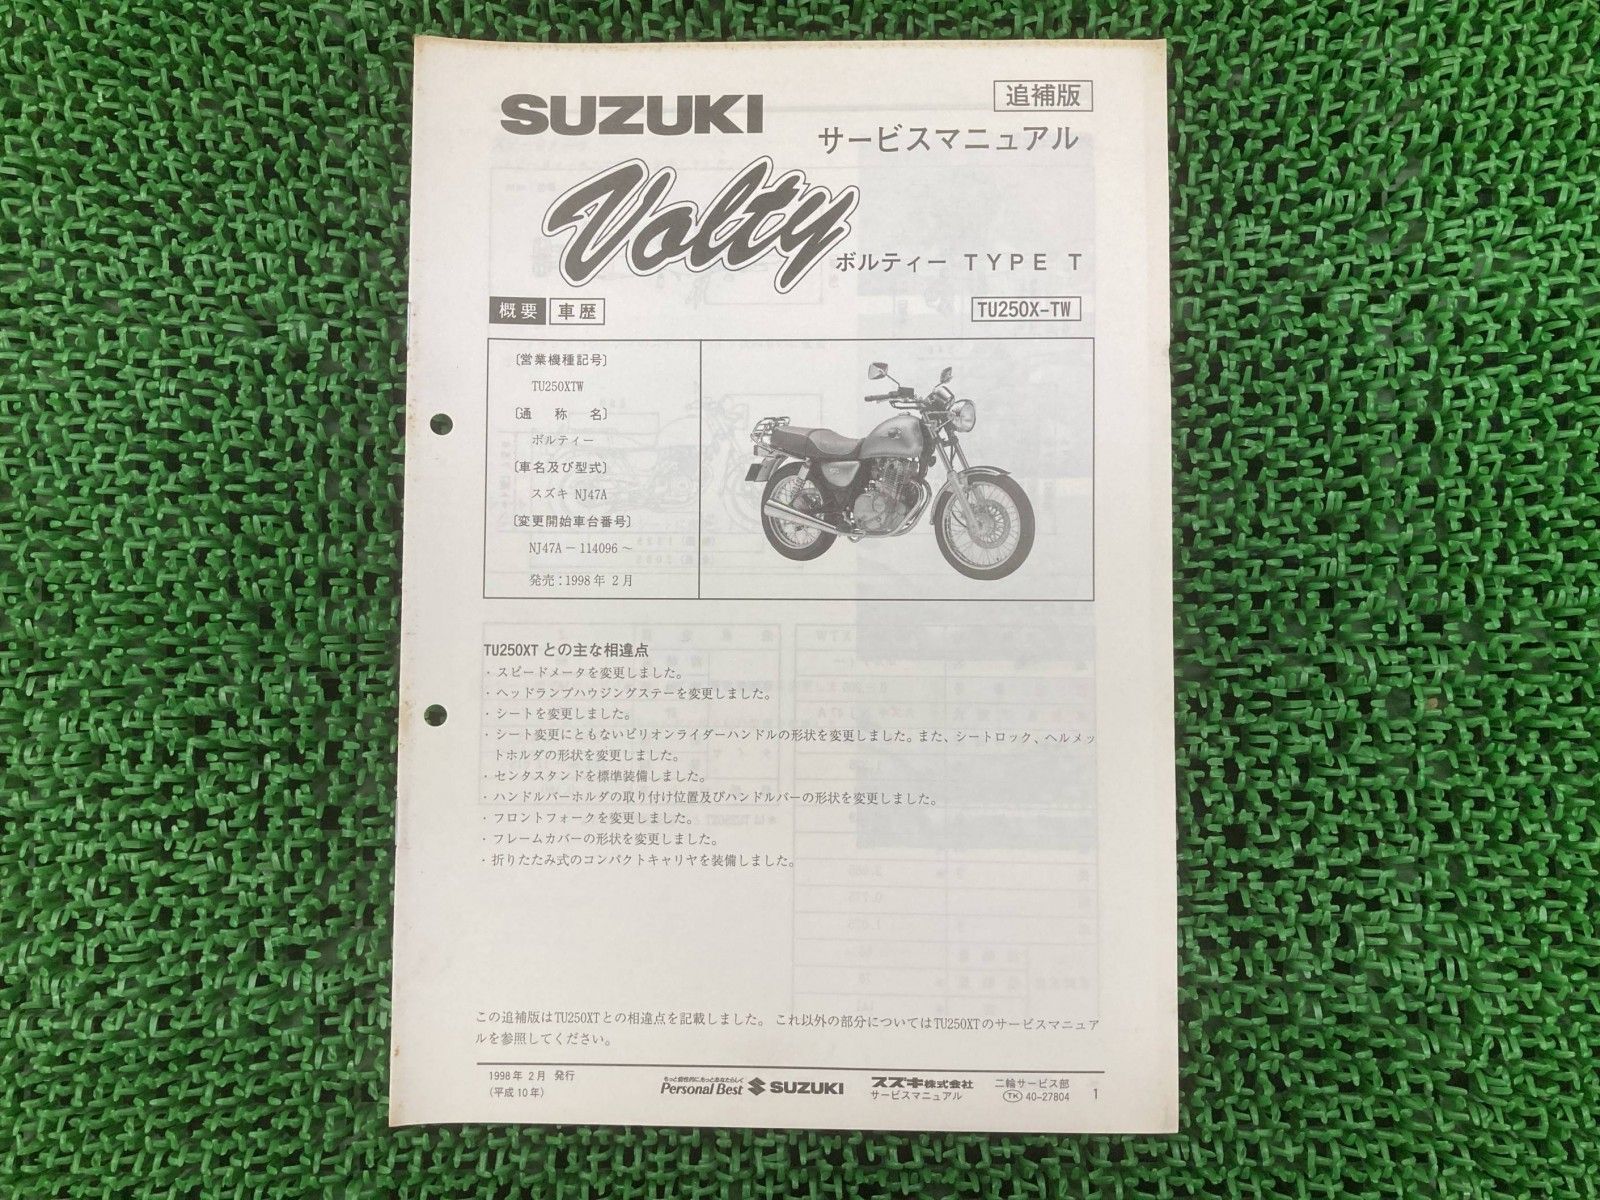 SUZUKI
追補版
サービスマニュアル
Volty
ボルティー TYPE T
概要 車歴
TU250X-TW
〔営業機種記号〕
TU250XTW
〔通 称 名〕
ボルティー
〔車名及び型式〕
スズキ NJ47A
〔変更開始車台番号〕
NJ47A－114096～
発売：1998年 2月
TU250XT との主な相違点
・スピードメータを変更しました。
・ヘッドランプハウジングステーを変更しました。
・シートを変更しました。
・シート変更にともないピリオンライダーハンドルの形状を変更しました。また、シートロック、ヘルメッ
トホルダの形状を変更しました。
・センタスタンドを標準装備しました。
・ハンドルバーホルダの取り付け位置及びハンドルバーの形状を変更しました。
・フロントフォークを変更しました。
・フレームカバーの形状を変更しました。
・折りたたみ式のコンパクトキャリヤを装備しました。
この追補版はTU250XTとの相違点を記載しました。これ以外の部分についてはTU250XTのサービスマニュア
ルを参照してください。
1998年 2月 発行
(平成10年)
もっと個性的に、もっとあなたらしく
Personal Best SUZUKI
スズキ株式会社
サービスマニュアル
二輪サービス部
TK 40-27804
1